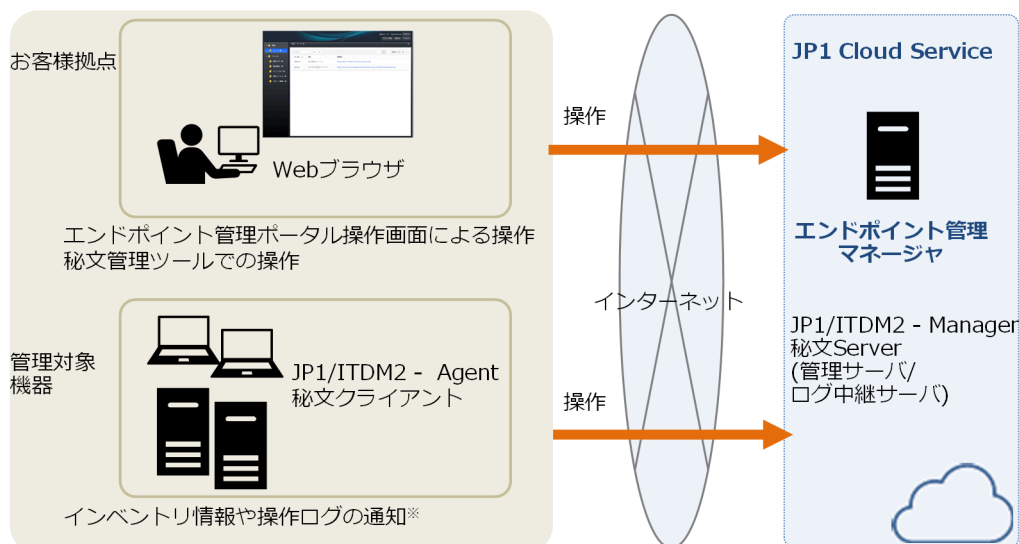 お客様拠点
Webブラウザ
エンドポイント管理ポータル操作画面による操作
秘文管理ツールでの操作
管理対象
機器
JP1/ITDM2 - Agent
秘文クライアント
インベントリ情報や操作ログの通知※
操作
操作
インターネット
JP1 Cloud Service
エンドポイント管理
マネージャ
JP1/ITDM2 - Manager
秘文Server
(管理サーバ/
ログ中継サーバ)